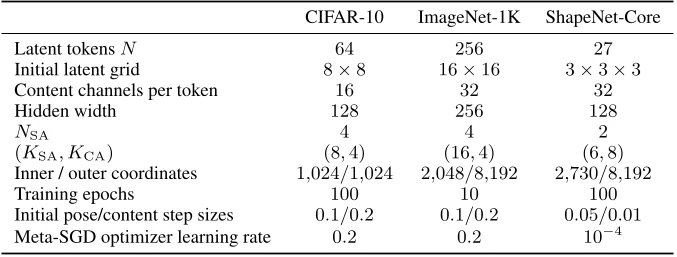 CIFAR-10 ImageNet-1K ShapeNet-Core
Latent tokens N 64 256 27
Initial latent grid 8 × 8 16 × 16 3 × 3 × 3
Content channels per token 16 32 32
Hidden width 128 256 128
N_SA 4 4 2
(K_SA, K_CA) (8, 4) (16, 4) (6, 8)
Inner / outer coordinates 1,024/1,024 2,048/8,192 2,730/8,192
Training epochs 100 10 100
Initial pose/content step sizes 0.1/0.2 0.1/0.2 0.05/0.01
Meta-SGD optimizer learning rate 0.2 0.2 10⁻⁴